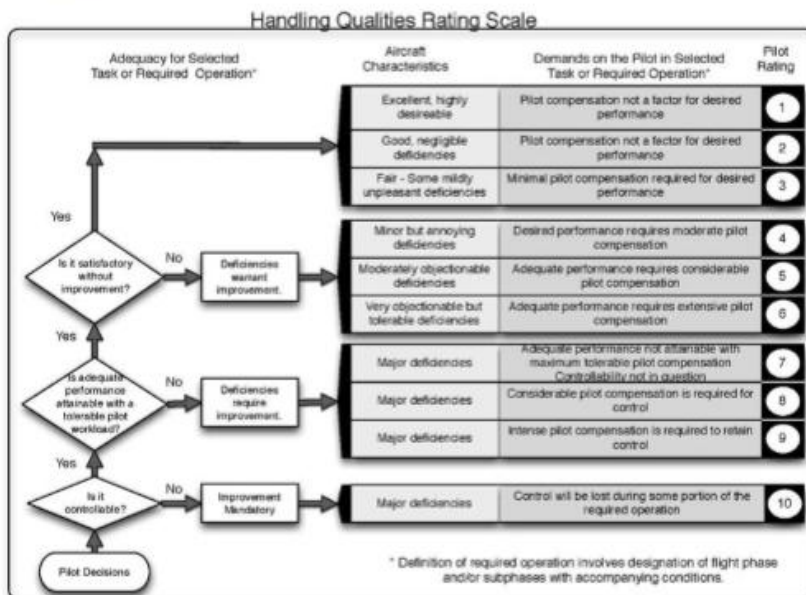 Handling Qualities Rating Scale
Adequacy for Selected
Task or Required Operation*
Aircraft
Characteristics
Demands on the Pilot in Selected
Task or Required Operation*
Pilot
Rating
Excellent, highly
desireable
Pilot compensation not a factor for desired
performance
1
Good, negligible
deficiencies
Pilot compensation not a factor for desired
performance
2
Fair - Some mildly
unpleasant deficiencies
Minimal pilot compensation required for desired
performance
3
Yes
Is it satisfactory
without
improvement?
No
Deficiencies
warrant
improvement.
Minor but annoying
deficiencies
Desired performance requires moderate pilot
compensation
4
Moderately objectionable
deficiencies
Adequate performance requires considerable
pilot compensation
5
Very objectionable but
tolerable deficiencies
Adequate performance requires extensive pilot
compensation
6
Yes
Is adequate
performance
attainable with a
tolerable pilot
workload?
No
Deficiencies
require
improvement.
Major deficiencies
Adequate performance not attainable with
maximum tolerable pilot compensation
Controllability not in question
7
Major deficiencies
Considerable pilot compensation is required for
control
8
Major deficiencies
Intense pilot compensation is required to retain
control
9
Yes
Is it
controllable?
No
Improvement
Mandatory
Major deficiencies
Control will be lost during some portion of the
required operation
10
Pilot Decisions
* Definition of required operation involves designation of flight phase
and/or subphases with accompanying conditions.